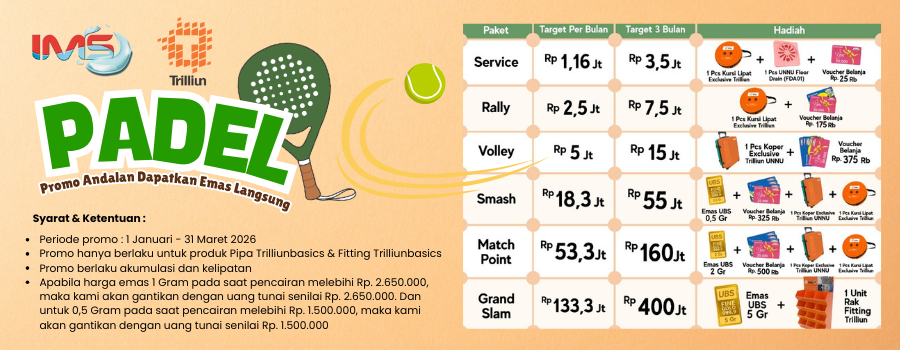 IMS
Trilliun
PADEL
Promo Andalan Dapatkan Emas Langsung
Syarat & Ketentuan :
• Periode promo : 1 Januari - 31 Maret 2026
• Promo hanya berlaku untuk produk Pipa Trilliunbasics & Fitting Trilliunbasics
• Promo berlaku akumulasi dan kelipatan
• Apabila harga emas 1 Gram pada saat pencairan melebihi Rp. 2.650.000,
maka kami akan gantikan dengan uang tunai senilai Rp. 2.650.000. Dan
untuk 0,5 Gram pada saat pencairan melebihi Rp. 1.500.000, maka kami
akan gantikan dengan uang tunai senilai Rp. 1.500.000
Paket Target Per Bulan Target 3 Bulan Hadiah
Service Rp 1,16 Jt Rp 3,5 Jt
+ +
1 Pcs Kursi Lipat
Exclusive Trilliun
1 Pcs UNNU Floor
Drain (FDA01)
Voucher Belanja
Rp. 25 Rb
Rally Rp 2,5 Jt Rp 7,5 Jt
+
1 Pcs Kursi Lipat
Exclusive Trilliun
Voucher Belanja
Rp. 175 Rb
Volley Rp 5 Jt Rp 15 Jt
1 Pcs Koper
Exclusive
Trilliun UNNU
+
Voucher
Belanja
Rp. 375 Rb
Smash Rp 18,3 Jt Rp 55 Jt
UBS
+ + +
Emas UBS
0,5 Gr
Voucher Belanja
Rp. 325 Rb
1 Pcs Koper Exclusive
Trilliun UNNU
1 Pcs Kursi Lipat
Exclusive Trilliun
Match
Point
Rp 53,3 Jt Rp 160 Jt
UBS
+ + +
Emas UBS
2 Gr
Voucher Belanja
Rp. 500 Rb
1 Pcs Koper Exclusive
Trilliun UNNU
1 Pcs Kursi Lipat
Exclusive Trilliun
Grand
Slam
Rp 133,3 Jt Rp 400 Jt
UBS
FINE
GOLD
Emas
UBS
5 Gr
+
1 Unit
Rak
Fitting
Trilliun